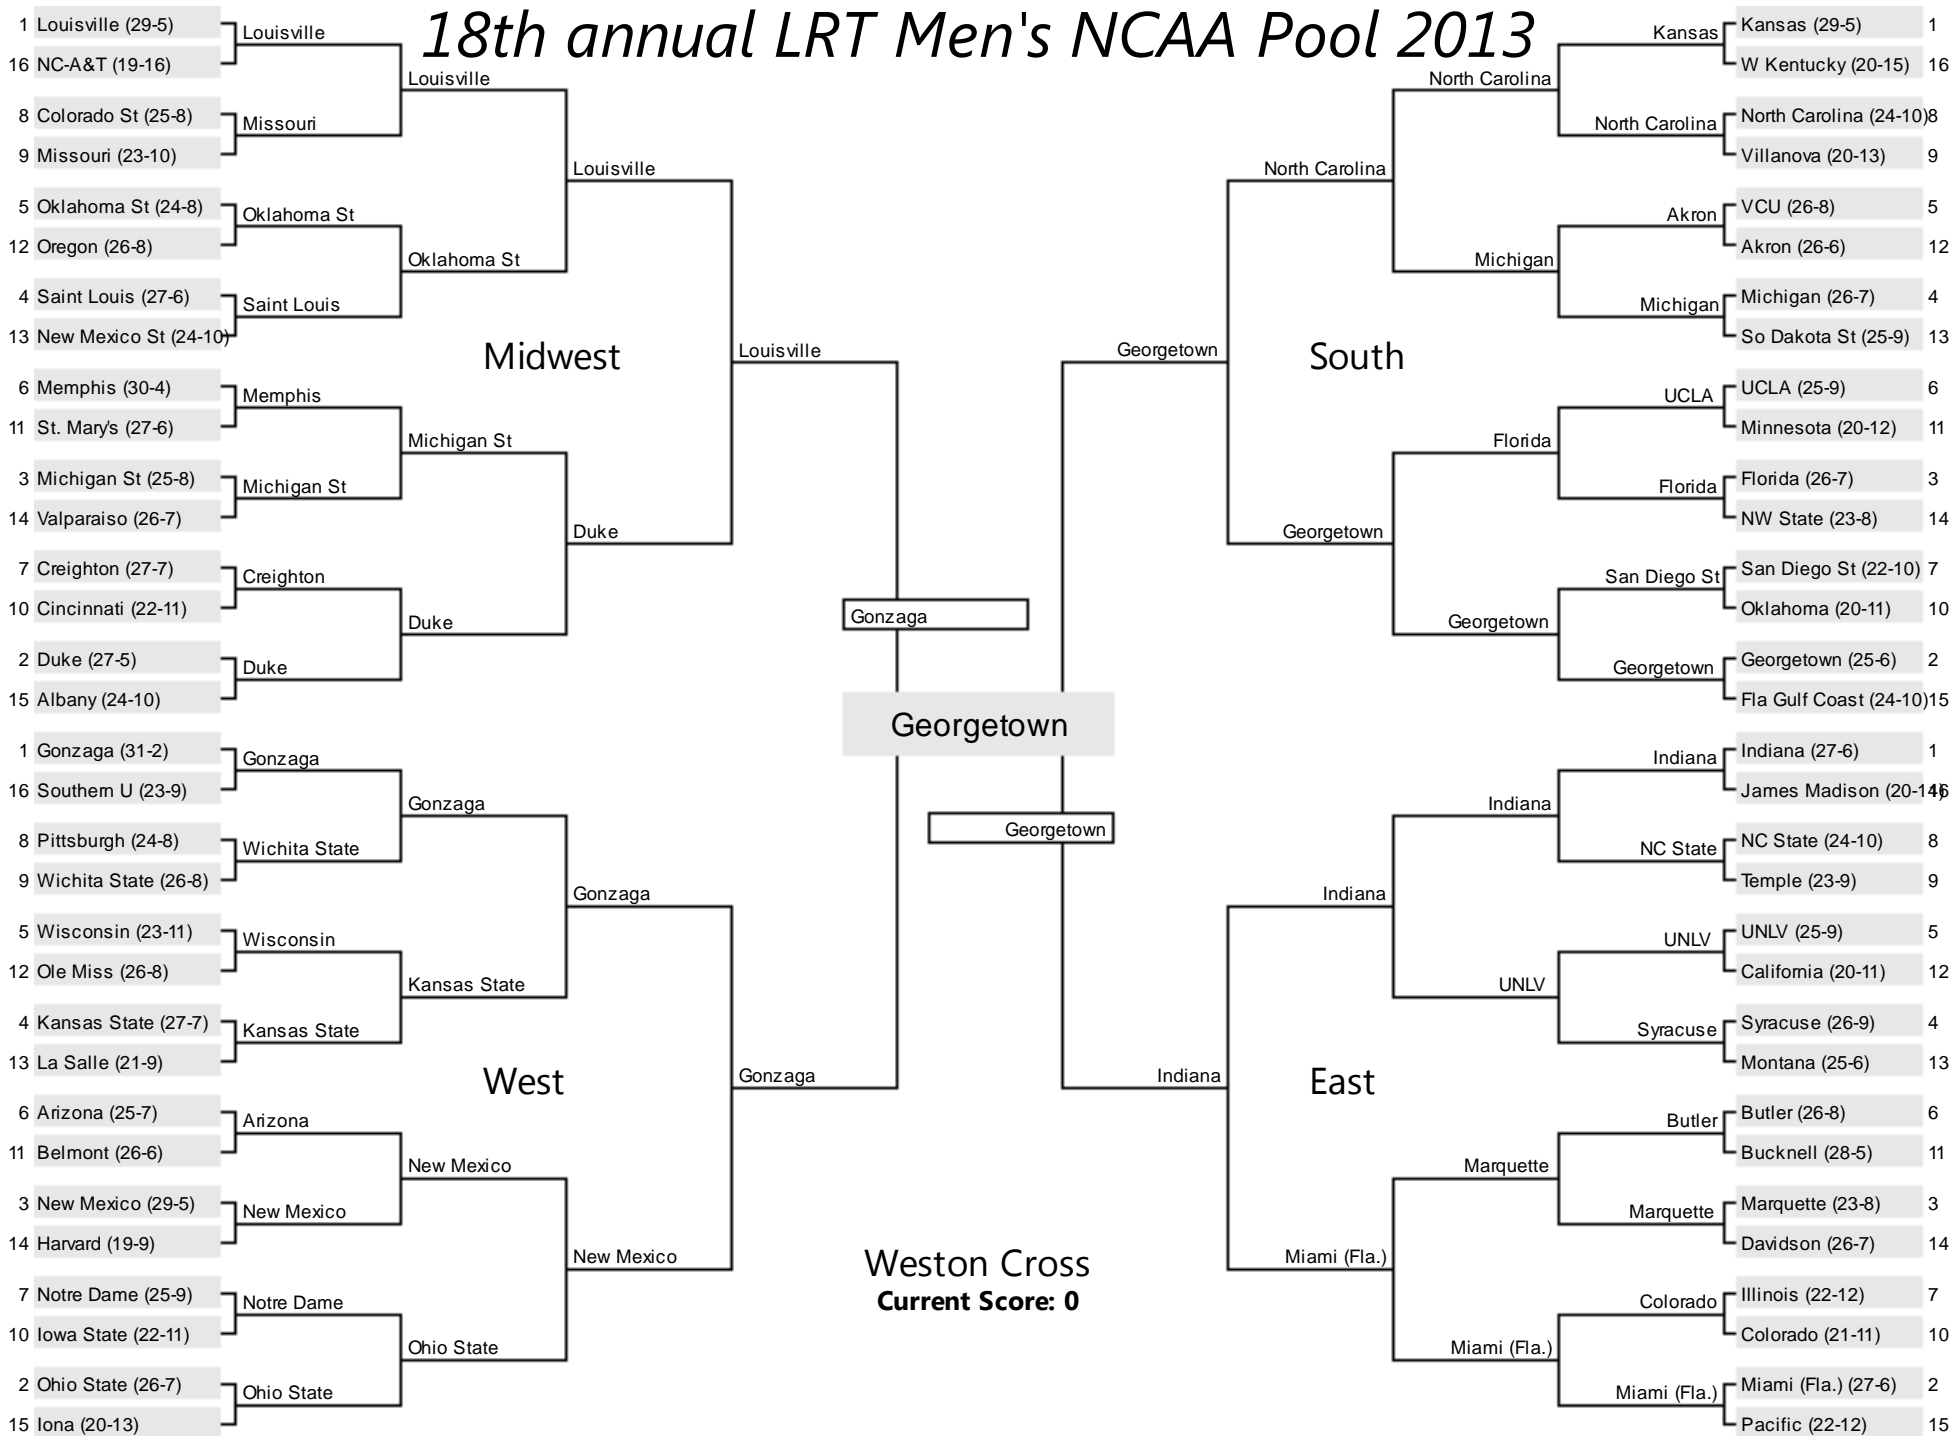 18th annual LRT Men's NCAA Pool 2013
1 Louisville (29-5)
16 NC-A&T (19-16)
8 Colorado St (25-8)
9 Missouri (23-10)
5 Oklahoma St (24-8)
12 Oregon (26-8)
4 Saint Louis (27-6)
13 New Mexico St (24-10)
6 Memphis (30-4)
11 St. Mary's (27-6)
3 Michigan St (25-8)
14 Valparaiso (26-7)
7 Creighton (27-7)
10 Cincinnati (22-11)
2 Duke (27-5)
15 Albany (24-10)
Louisville
Missouri
Oklahoma St
Saint Louis
Memphis
Michigan St
Creighton
Duke
Louisville
Oklahoma St
Michigan St
Duke
Louisville
Duke
Midwest
Louisville
1 Gonzaga (31-2)
16 Southern U (23-9)
8 Pittsburgh (24-8)
9 Wichita State (26-8)
5 Wisconsin (23-11)
12 Ole Miss (26-8)
4 Kansas State (27-7)
13 La Salle (21-9)
6 Arizona (25-7)
11 Belmont (26-6)
3 New Mexico (29-5)
14 Harvard (19-9)
7 Notre Dame (25-9)
10 Iowa State (22-11)
2 Ohio State (26-7)
15 Iona (20-13)
Gonzaga
Wichita State
Wisconsin
Kansas State
Arizona
New Mexico
Notre Dame
Ohio State
Gonzaga
Kansas State
New Mexico
Ohio State
Gonzaga
New Mexico
West
Gonzaga
Gonzaga
Georgetown
Georgetown
Weston Cross
Current Score: 0
Kansas (29-5) 1
W Kentucky (20-15) 16
North Carolina (24-10) 8
Villanova (20-13) 9
VCU (26-8) 5
Akron (26-6) 12
Michigan (26-7) 4
So Dakota St (25-9) 13
UCLA (25-9) 6
Minnesota (20-12) 11
Florida (26-7) 3
NW State (23-8) 14
San Diego St (22-10) 7
Oklahoma (20-11) 10
Georgetown (25-6) 2
Fla Gulf Coast (24-10) 15
Kansas
North Carolina
Akron
Michigan
UCLA
Florida
San Diego St
Georgetown
North Carolina
Michigan
Florida
Georgetown
North Carolina
Georgetown
South
Georgetown
Indiana (27-6) 1
James Madison (20-14) 16
NC State (24-10) 8
Temple (23-9) 9
UNLV (25-9) 5
California (20-11) 12
Syracuse (26-9) 4
Montana (25-6) 13
Butler (26-8) 6
Bucknell (28-5) 11
Marquette (23-8) 3
Davidson (26-7) 14
Illinois (22-12) 7
Colorado (21-11) 10
Miami (Fla.) (27-6) 2
Pacific (22-12) 15
Indiana
NC State
UNLV
Syracuse
Butler
Marquette
Colorado
Miami (Fla.)
Indiana
UNLV
Marquette
Miami (Fla.)
Indiana
Miami (Fla.)
East
Indiana